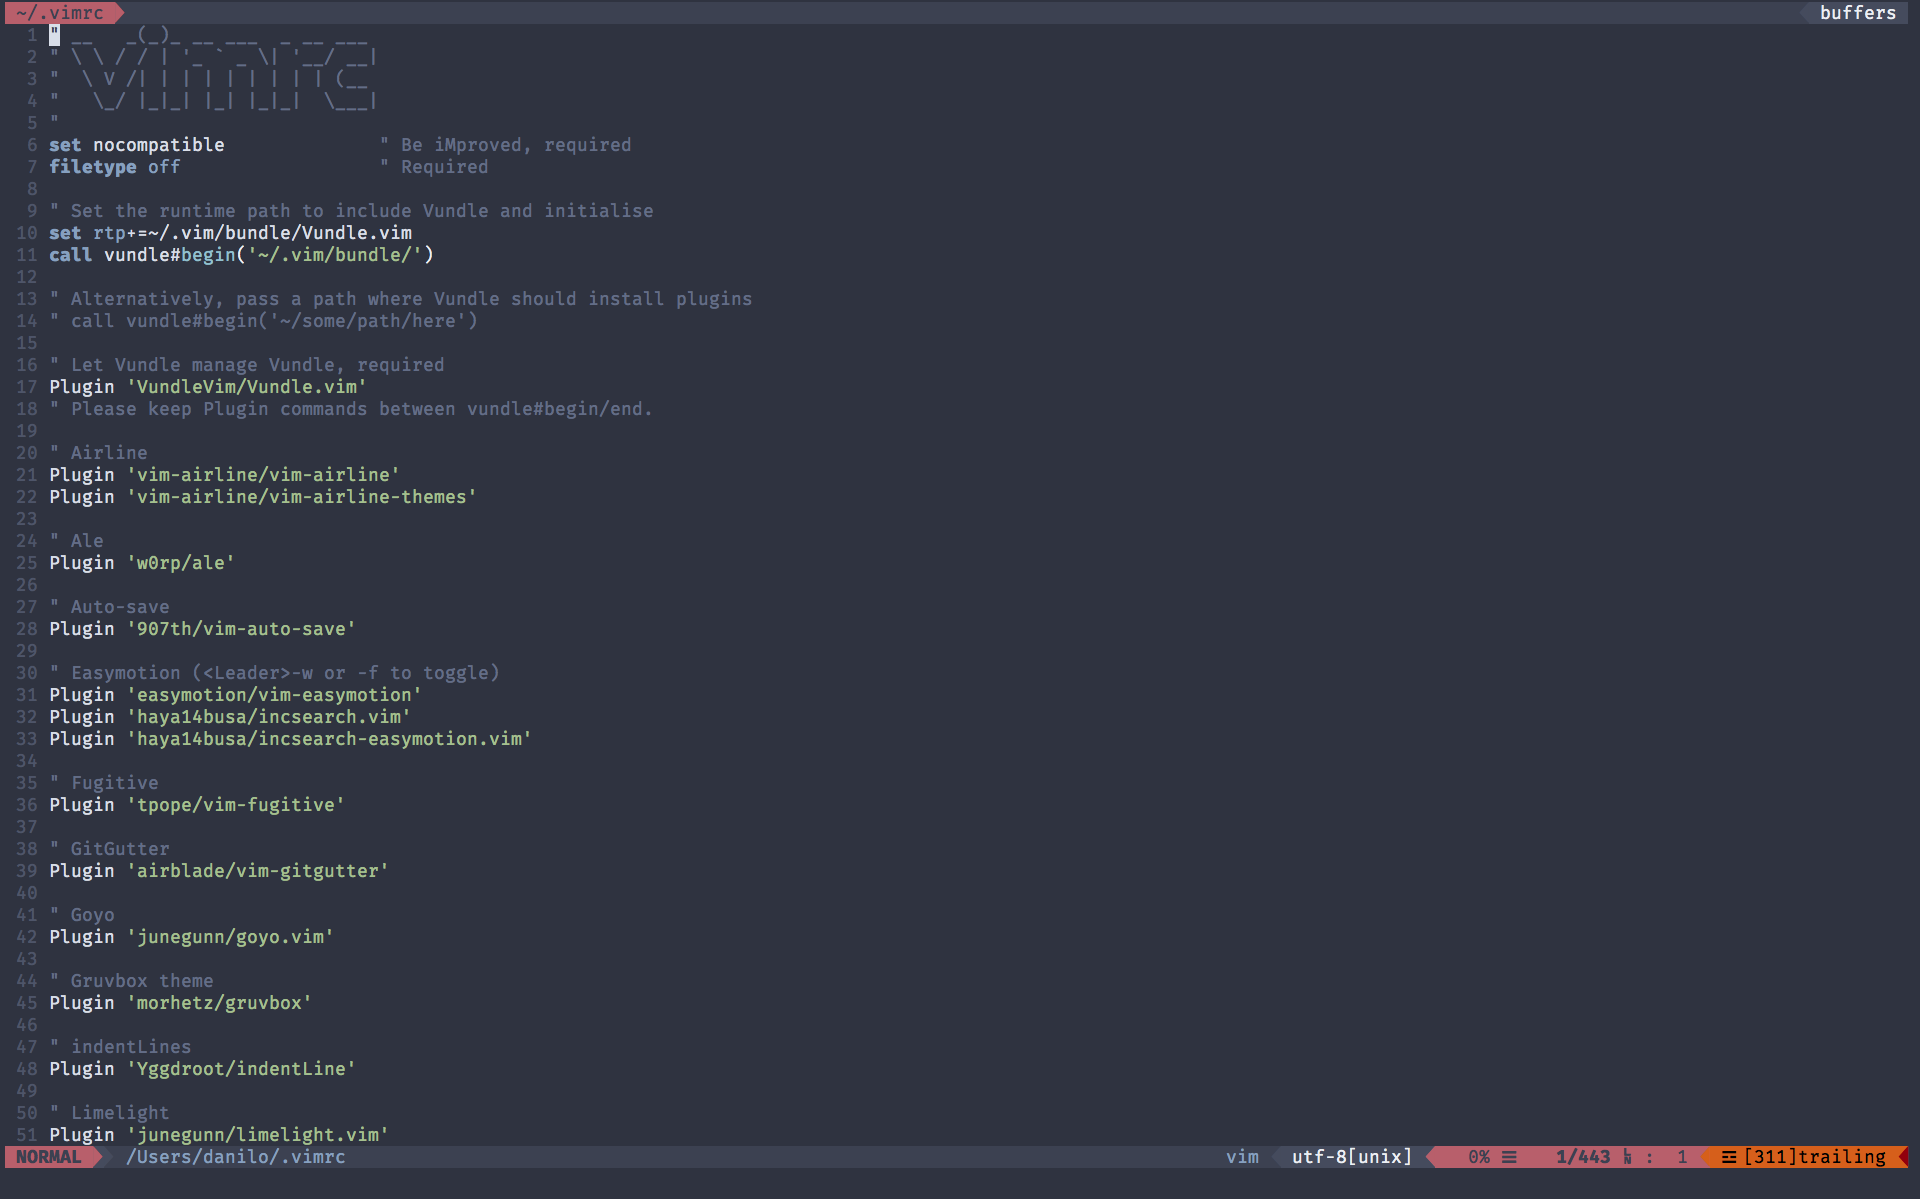 ~/.vimrc buffers
1 " __   _(_)_ __ ___  _ __ ___
2 " \ \ / / | '_ ` _ \| '__/ __|
3 "  \ V /| | | | | | | | | (__
4 "   \_/ |_|_| |_| |_|_|  \___|
5 "
6 set nocompatible " Be iMproved, required
7 filetype off " Required
8
9 " Set the runtime path to include Vundle and initialise
10 set rtp+=~/.vim/bundle/Vundle.vim
11 call vundle#begin('~/.vim/bundle/')
12
13 " Alternatively, pass a path where Vundle should install plugins
14 " call vundle#begin('~/some/path/here')
15
16 " Let Vundle manage Vundle, required
17 Plugin 'VundleVim/Vundle.vim'
18 " Please keep Plugin commands between vundle#begin/end.
19
20 " Airline
21 Plugin 'vim-airline/vim-airline'
22 Plugin 'vim-airline/vim-airline-themes'
23
24 " Ale
25 Plugin 'w0rp/ale'
26
27 " Auto-save
28 Plugin '907th/vim-auto-save'
29
30 " Easymotion (<Leader>-w or -f to toggle)
31 Plugin 'easymotion/vim-easymotion'
32 Plugin 'haya14busa/incsearch.vim'
33 Plugin 'haya14busa/incsearch-easymotion.vim'
34
35 " Fugitive
36 Plugin 'tpope/vim-fugitive'
37
38 " GitGutter
39 Plugin 'airblade/vim-gitgutter'
40
41 " Goyo
42 Plugin 'junegunn/goyo.vim'
43
44 " Gruvbox theme
45 Plugin 'morhetz/gruvbox'
46
47 " indentLines
48 Plugin 'Yggdroot/indentLine'
49
50 " Limelight
51 Plugin 'junegunn/limelight.vim'
NORMAL /Users/danilo/.vimrc vim utf-8[unix] 0% ☰ 1/443 ␤ : 1 ☲ [311]trailing